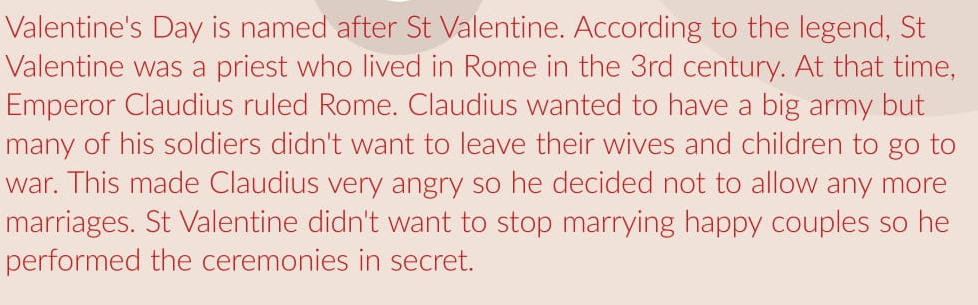 Valentine's Day is named after St Valentine. According to the legend, St
Valentine was a priest who lived in Rome in the 3rd century. At that time,
Emperor Claudius ruled Rome. Claudius wanted to have a big army but
many of his soldiers didn't want to leave their wives and children to go to
war. This made Claudius very angry so he decided not to allow any more
marriages. St Valentine didn't want to stop marrying happy couples so he
performed the ceremonies in secret.